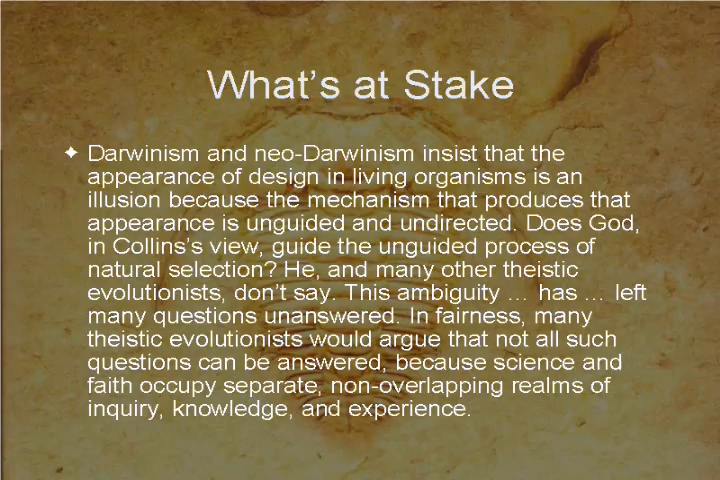 What's at Stake
✦ Darwinism and neo-Darwinism insist that the
appearance of design in living organisms is an
illusion because the mechanism that produces that
appearance is unguided and undirected. Does God,
in Collins's view, guide the unguided process of
natural selection? He, and many other theistic
evolutionists, don't say. This ambiguity … has … left
many questions unanswered. In fairness, many
theistic evolutionists would argue that not all such
questions can be answered, because science and
faith occupy separate, non-overlapping realms of
inquiry, knowledge, and experience.